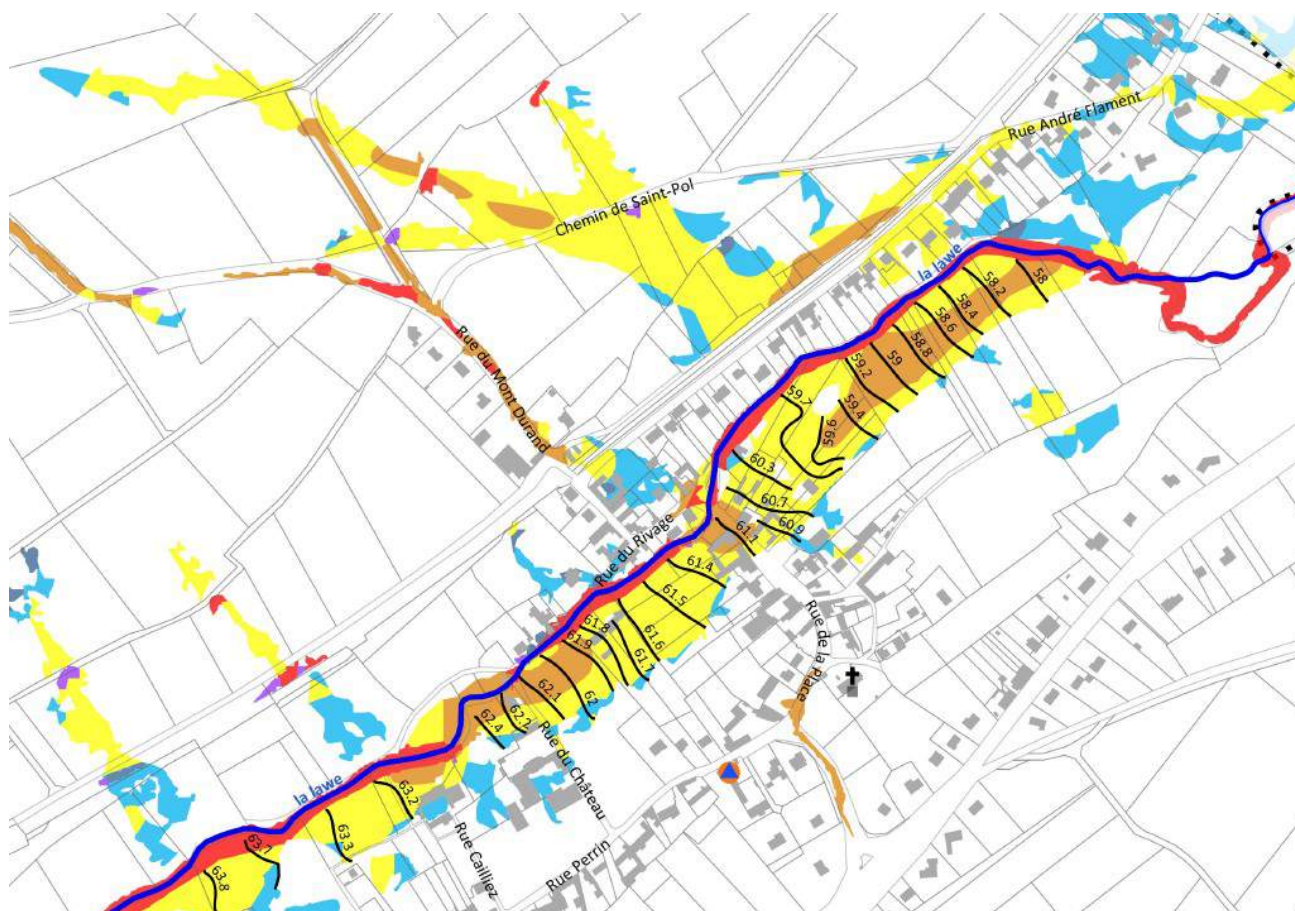 Rue André Flament
Chemin de Saint-Pol
la lawe
58
58.2
58.4
58.6
58.8
59
59.2
Rue du Mont Durand
59.7
59.4
59.6
60.3
60.7
60.9
61.1
Rue du Rivage
61.4
61.5
61.6
61.7
61.8
61.9
Rue de la Place
62
62.1
62.2
62.4
Rue du Château
la lawe
63.2
63.3
Rue Cailliez
Rue Perrin
63.7
63.8